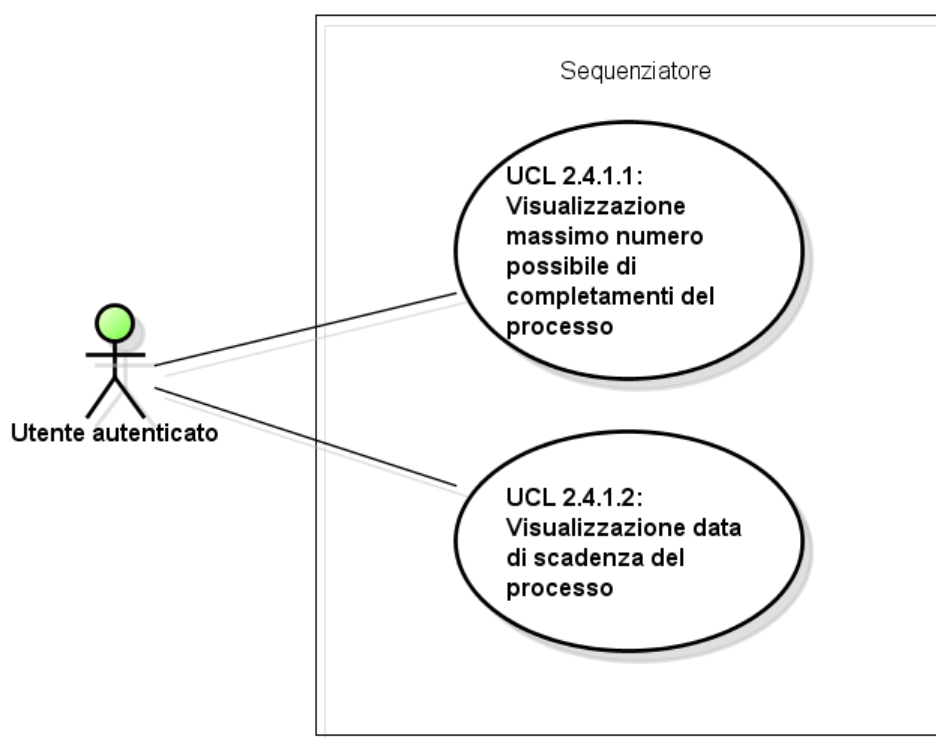 Sequenziatore
UCL 2.4.1.1:
Visualizzazione
massimo numero
possibile di
completamenti del
processo
Utente autenticato
UCL 2.4.1.2:
Visualizzazione data
di scadenza del
processo